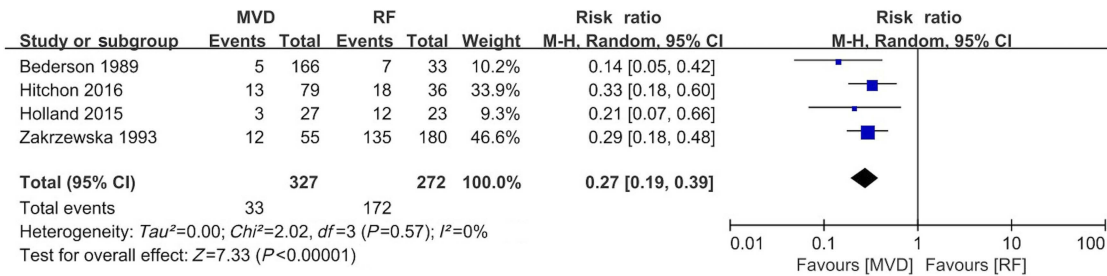 MVD RF Risk ratio Risk ratio
Study or subgroup Events Total Events Total Weight M-H, Random, 95% CI M-H, Random, 95% CI
Bederson 1989 5 166 7 33 10.2% 0.14 [0.05, 0.42]
Hitchon 2016 13 79 18 36 33.9% 0.33 [0.18, 0.60]
Holland 2015 3 27 12 23 9.3% 0.21 [0.07, 0.66]
Zakrzewska 1993 12 55 135 180 46.6% 0.29 [0.18, 0.48]
Total (95% CI) 327 272 100.0% 0.27 [0.19, 0.39]
Total events 33 172
Heterogeneity: Tau²=0.00; Chi²=2.02, df=3 (P=0.57); I²=0%
Test for overall effect: Z=7.33 (P<0.00001)
0.01 0.1 1 10 100
Favours [MVD] Favours [RF]